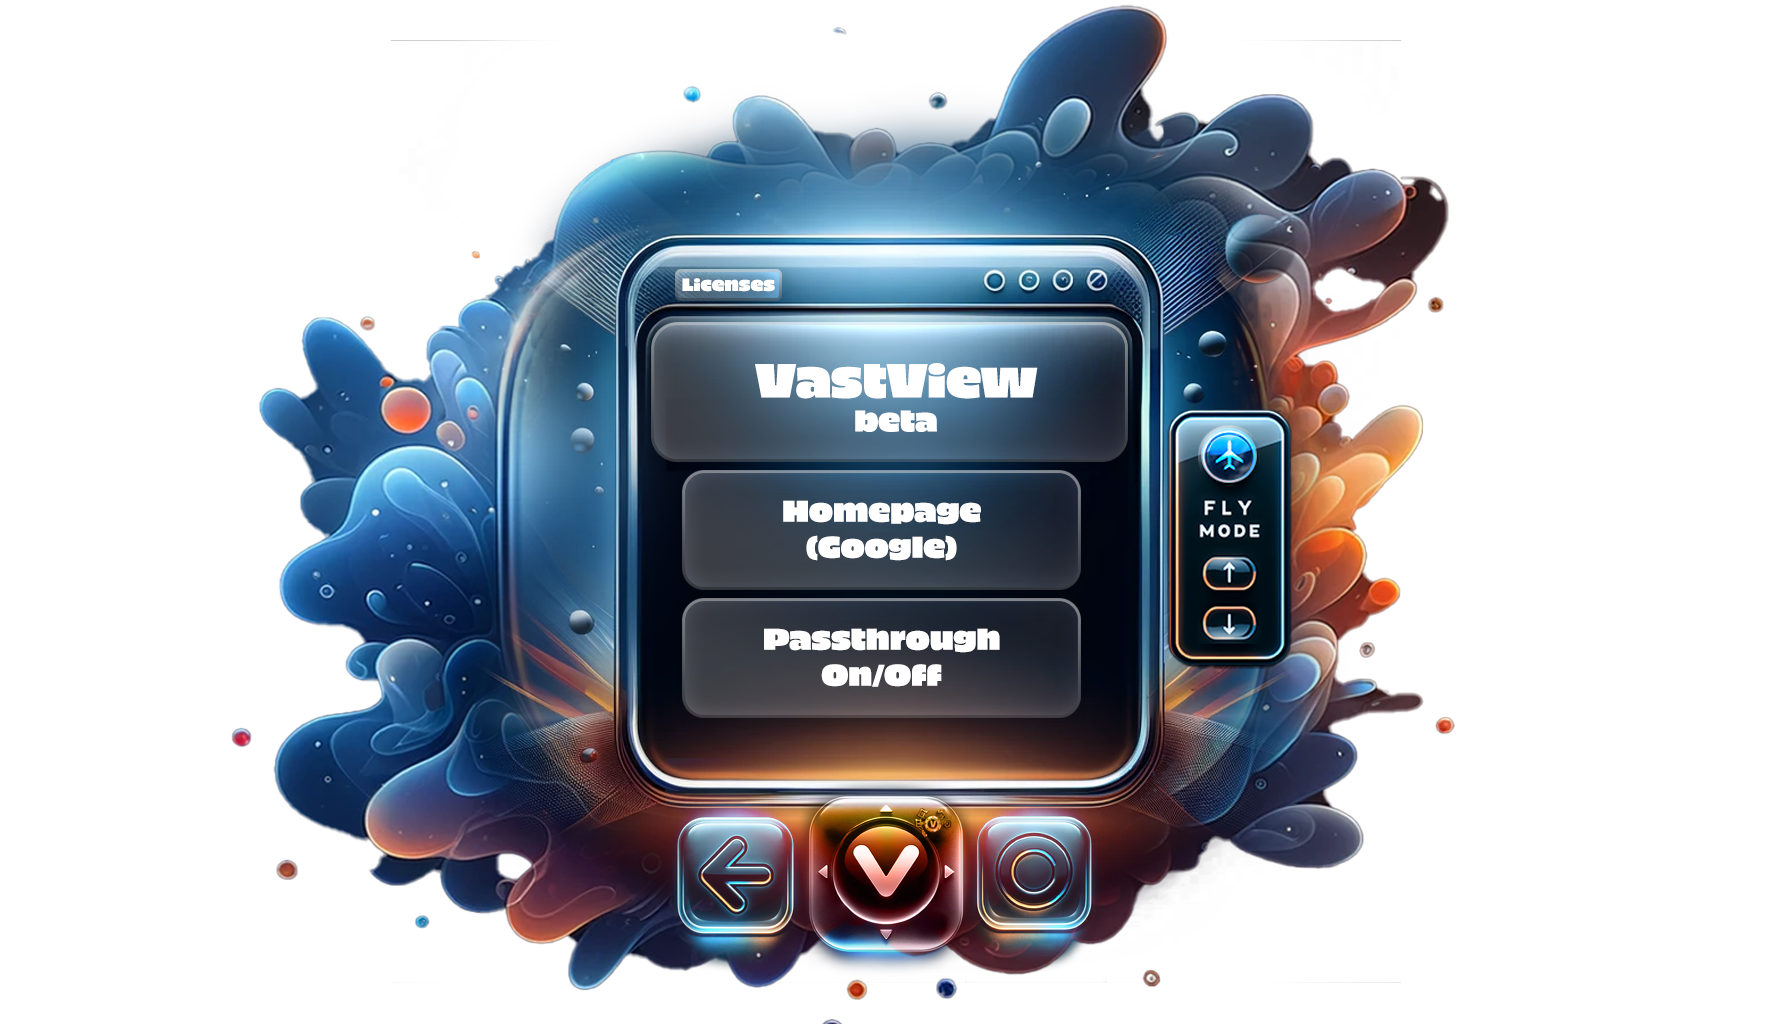 Licenses
VastView
beta
Homepage
(Google)
Passthrough
On/Off
FLY
MODE
V